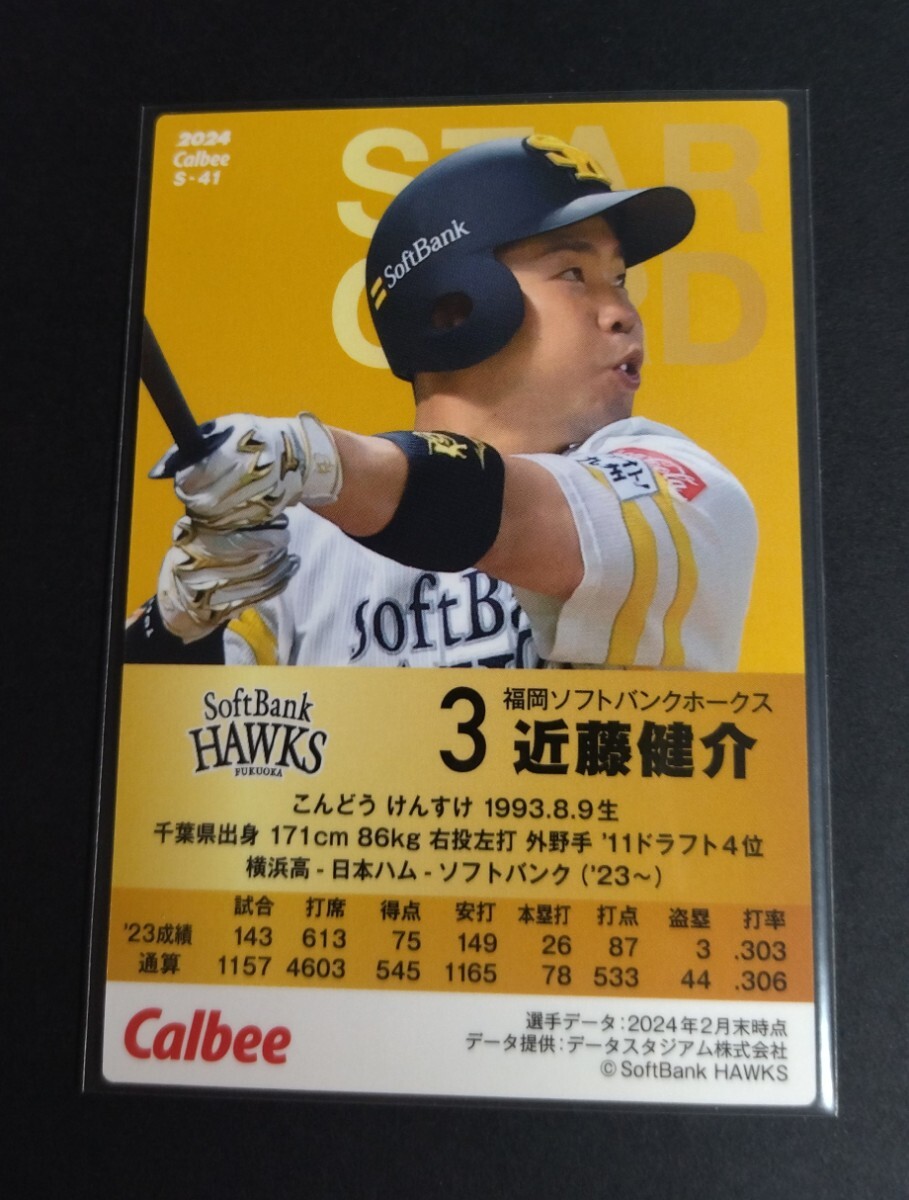 2024
Calbee
S-41
STAR
CARD
SoftBank
SoftBank
HAWKS
FUKUOKA
3 福岡ソフトバンクホークス
近藤健介
こんどう けんすけ 1993.8.9生
千葉県出身 171cm 86kg 右投左打 外野手 '11ドラフト4位
横浜高 - 日本ハム - ソフトバンク ('23〜)
試合 打席 得点 安打 本塁打 打点 盗塁 打率
'23成績 143 613 75 149 26 87 3 .303
通算 1157 4603 545 1165 78 533 44 .306
Calbee
選手データ:2024年2月末時点
データ提供:データスタジアム株式会社
©SoftBank HAWKS